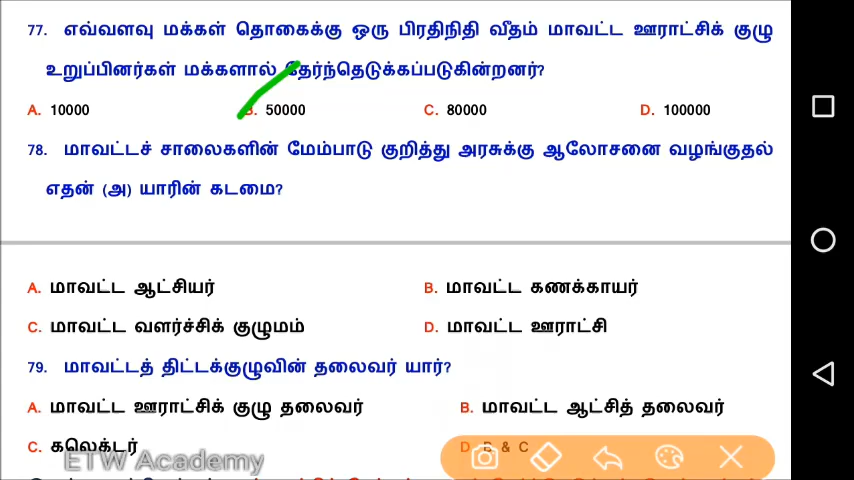 77. எவ்வளவு மக்கள் தொகைக்கு ஒரு பிரதிநிதி வீதம் மாவட்ட ஊராட்சிக் குழு
உறுப்பினர்கள் மக்களால் தேர்ந்தெடுக்கப்படுகின்றனர்?
A. 10000 B. 50000 C. 80000 D. 100000
78. மாவட்டச் சாலைகளின் மேம்பாடு குறித்து அரசுக்கு ஆலோசனை வழங்குதல்
எதன் (அ) யாரின் கடமை?
A. மாவட்ட ஆட்சியர் B. மாவட்ட கணக்காயர்
C. மாவட்ட வளர்ச்சிக் குழுமம் D. மாவட்ட ஊராட்சி
79. மாவட்டத் திட்டக்குழுவின் தலைவர் யார்?
A. மாவட்ட ஊராட்சிக் குழு தலைவர் B. மாவட்ட ஆட்சித் தலைவர்
C. கலெக்டர் D. B & C
ETW Academy